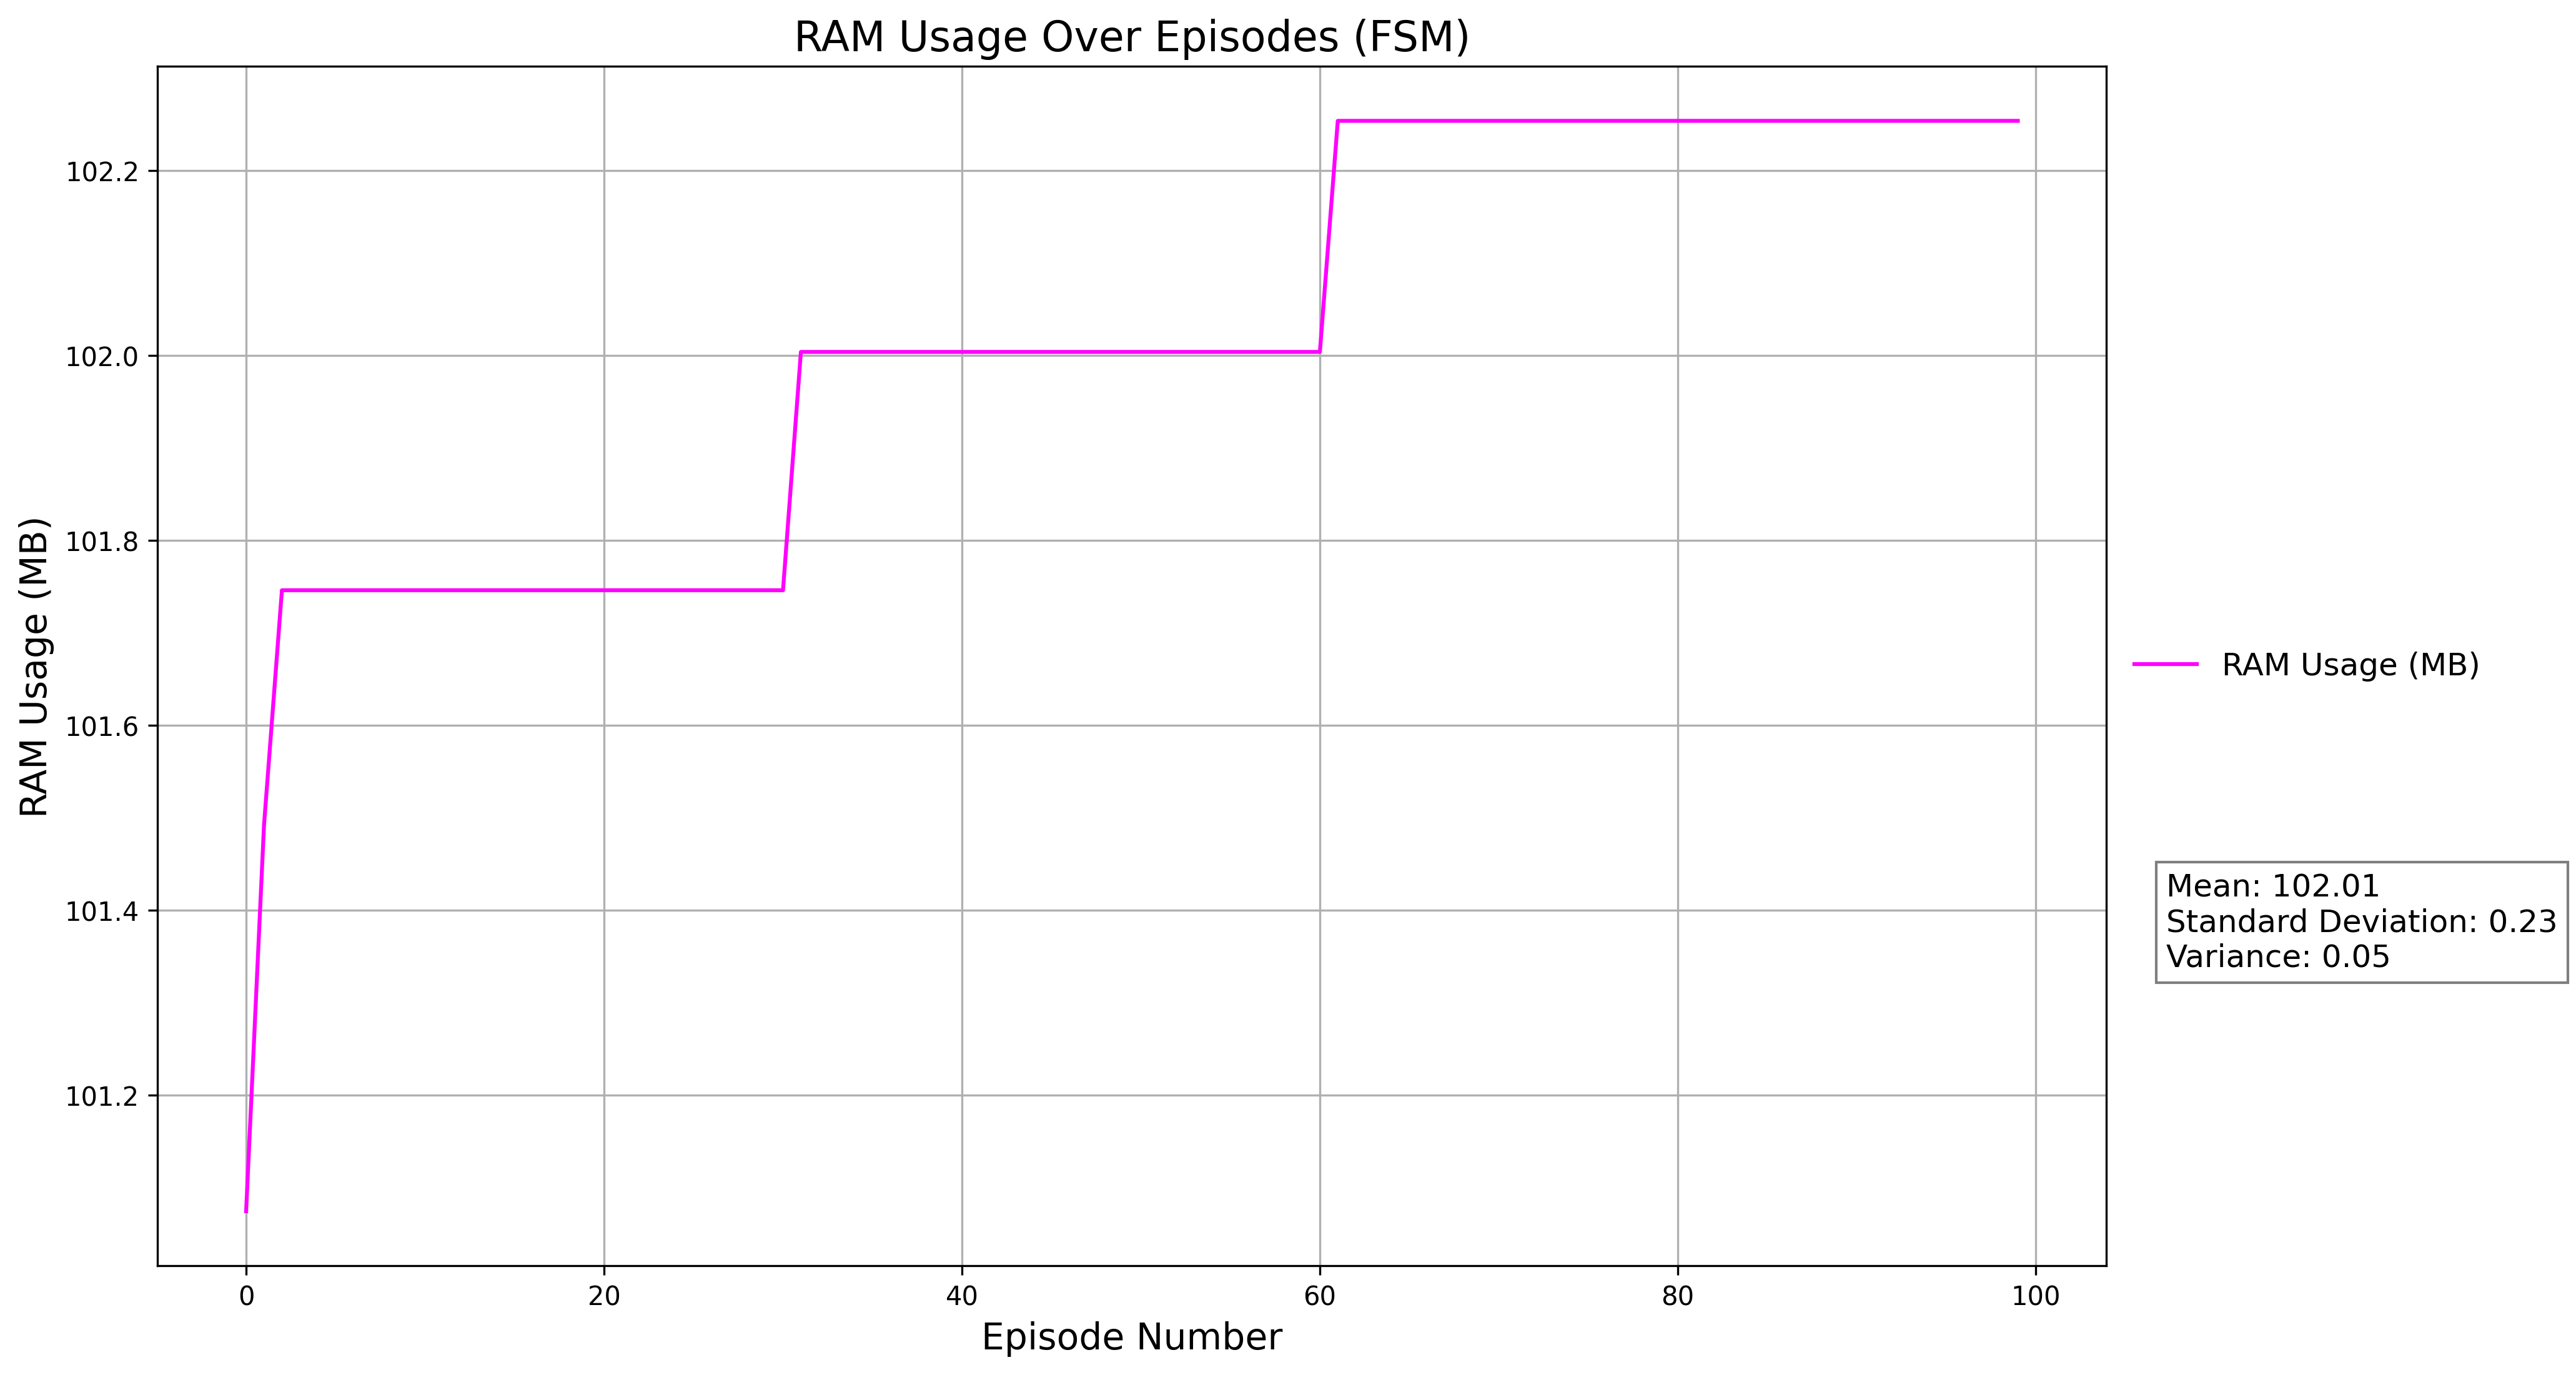 RAM Usage Over Episodes (FSM)
RAM Usage (MB)
102.2
102.0
101.8
101.6
101.4
101.2
0 20 40 60 80 100
Episode Number
RAM Usage (MB)
Mean: 102.01
Standard Deviation: 0.23
Variance: 0.05